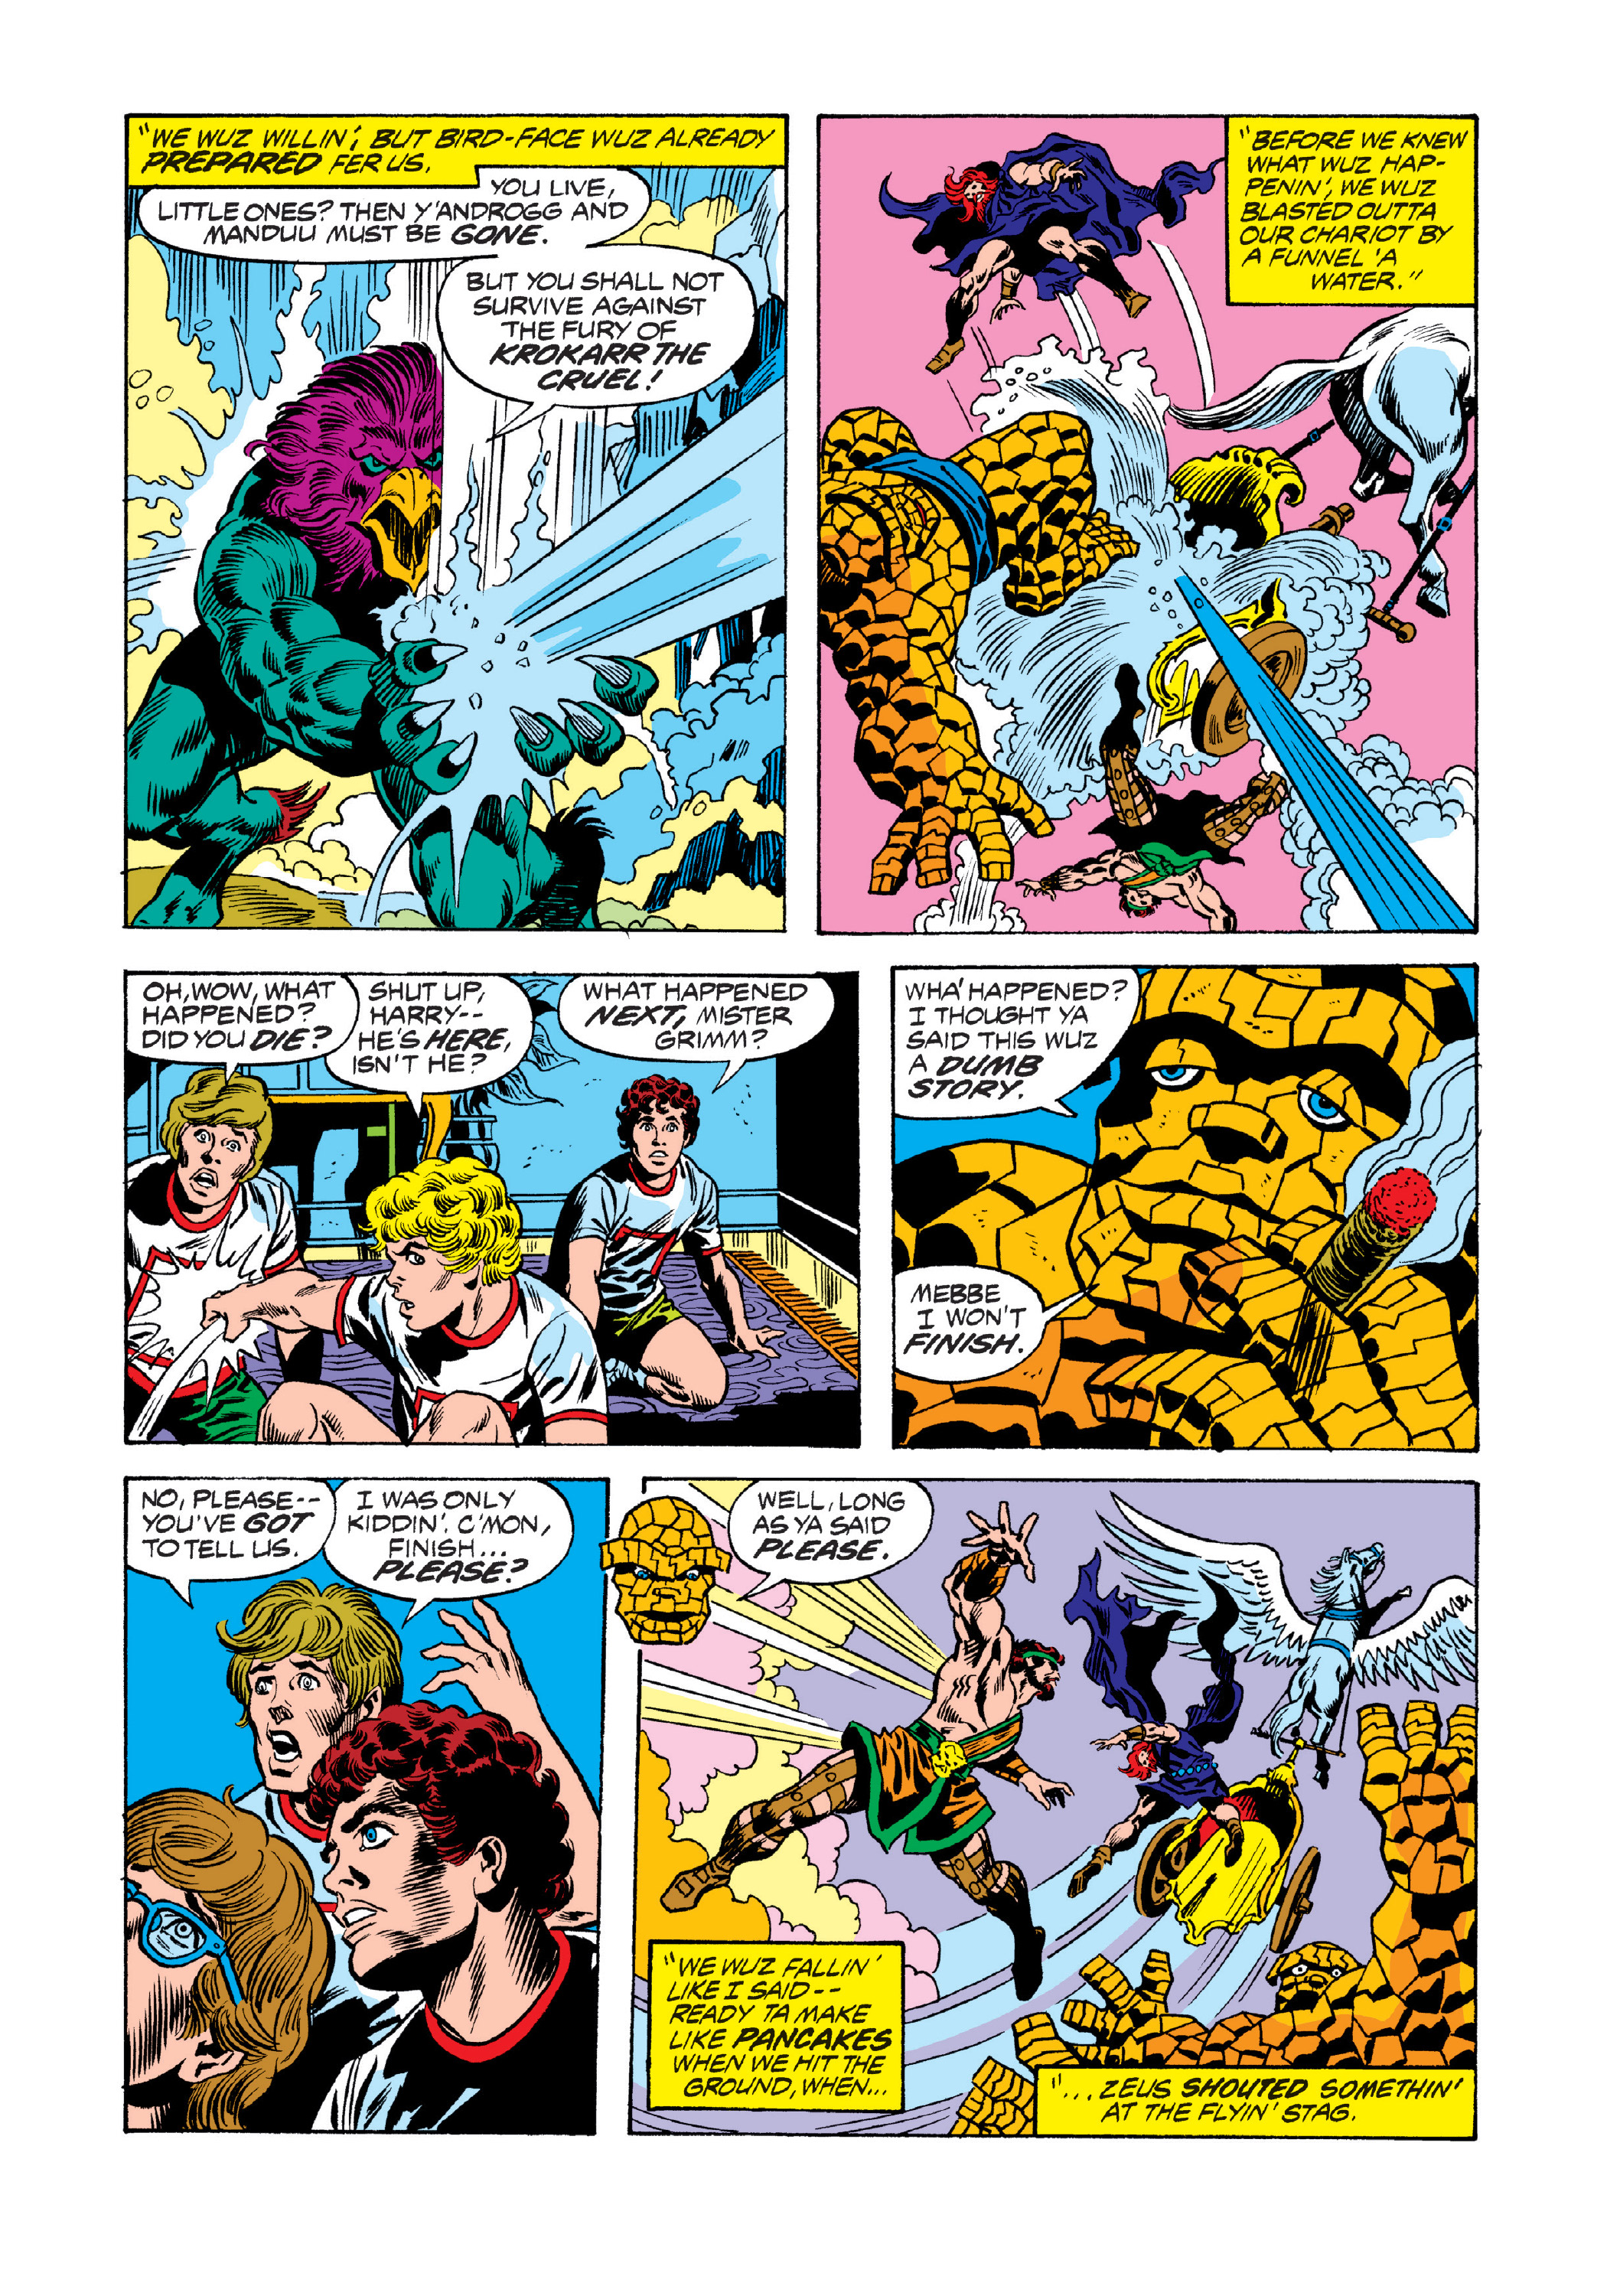 "WE WUZ WILLIN', BUT BIRD-FACE WUZ ALREADY
PREPARED FER US.
YOU LIVE,
LITTLE ONES? THEN Y'ANDROGG AND
MANDUU MUST BE GONE.
BUT YOU SHALL NOT
SURVIVE AGAINST
THE FURY OF
KROKARR THE
CRUEL!
"BEFORE WE KNEW
WHAT WUZ HAP-
PENIN', WE WUZ
BLASTED OUTTA
OUR CHARIOT BY
A FUNNEL 'A
WATER."
OH, WOW, WHAT
HAPPENED?
DID YOU DIE?
SHUT UP,
HARRY--
HE'S HERE,
ISN'T HE?
WHAT HAPPENED
NEXT, MISTER
GRIMM?
WHA' HAPPENED?
I THOUGHT YA
SAID THIS WUZ
A DUMB
STORY.
MEBBE
I WON'T
FINISH.
NO, PLEASE--
YOU'VE GOT
TO TELL US.
I WAS ONLY
KIDDIN'. C'MON,
FINISH...
PLEASE?
WELL, LONG
AS YA SAID
PLEASE.
"WE WUZ FALLIN'
LIKE I SAID--
READY TA MAKE
LIKE PANCAKES
WHEN WE HIT THE
GROUND, WHEN...
"...ZEUS SHOUTED SOMETHIN'
AT THE FLYIN' STAG.